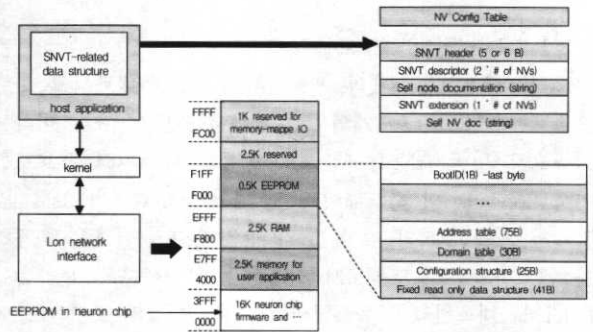 NV Config Table
SNVT-related
data structure
host application
kernel
Lon network
interface
EEPROM in neuron chip
SNVT header (5 or 6 B)
SNVT descriptor (2 * # of NVs)
Self node documentation (string)
SNVT extension (1 * # of NVs)
Self NV doc(string)
FFFF
FC00
1K reserved for
memory-mappe IO
2.5K reserved
F1FF
F000
0.5K EEPROM
EFFF
F800
2.5K RAM
E7FF
4000
2.5K memory for
user application
3FFF
0000
16K neuron chip
firmware and ⋯
BootID(1B) -last byte
⋯
Address table (75B)
Domain table (30B)
Configuration structure (25B)
Fixed read only data structure (41B)